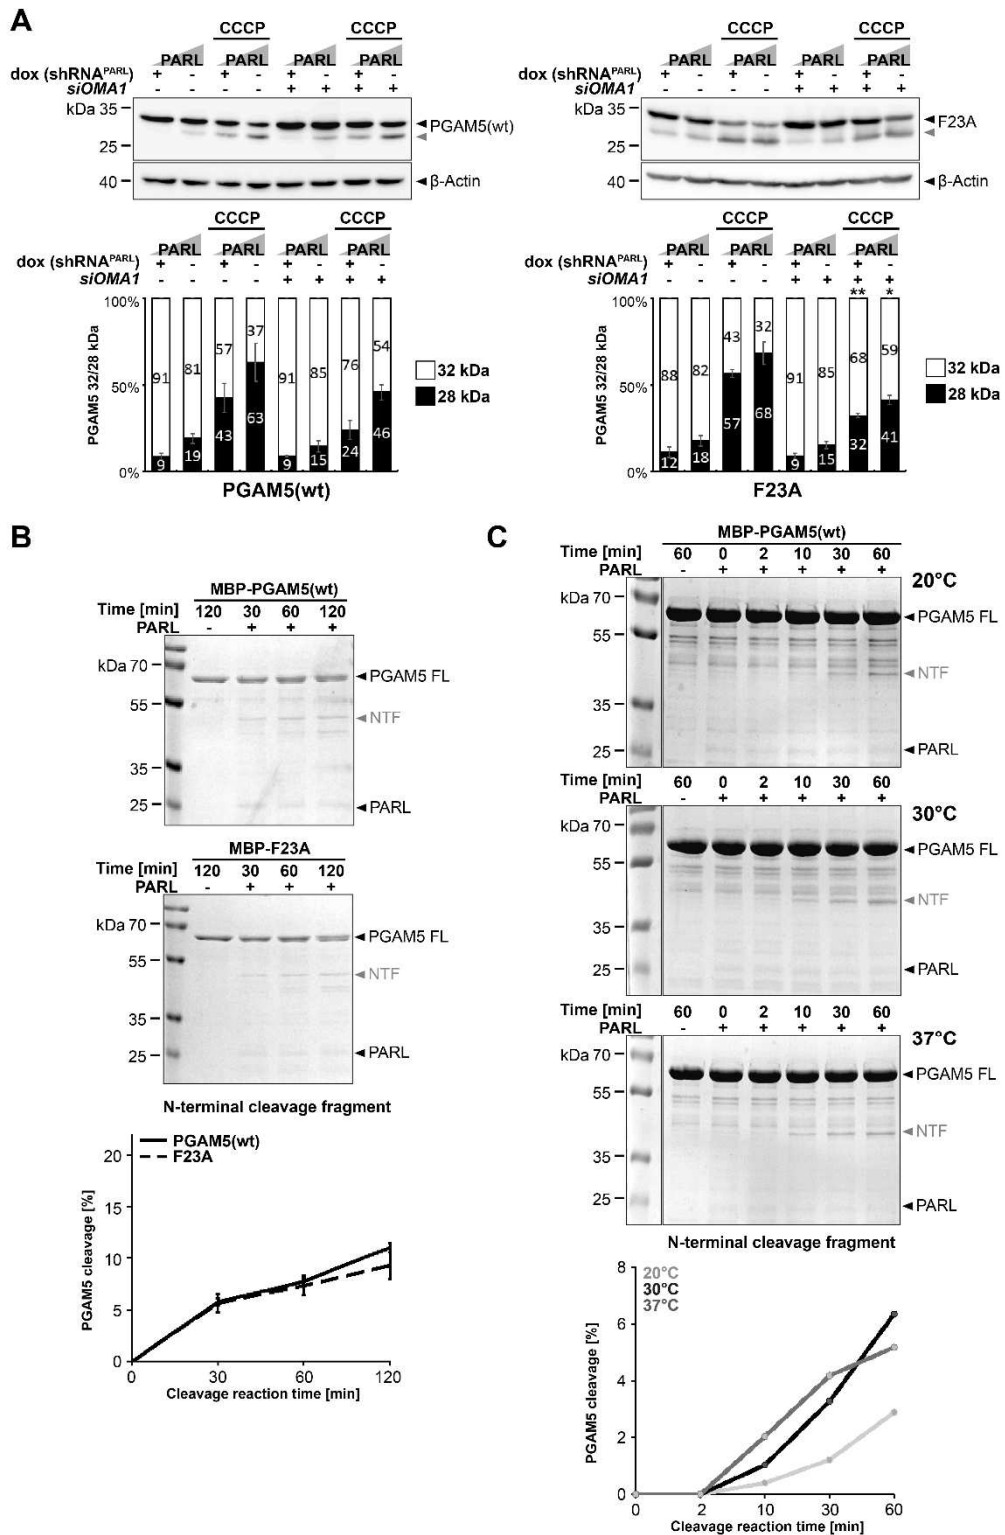 A
CCCP CCCP
PARL PARL PARL PARL
dox (shRNAPARL) + - + - + - + -
siOMA1 - - - - + + + +
kDa 35
PGAM5(wt)
25
40 β-Actin
CCCP CCCP
PARL PARL PARL PARL
dox (shRNAPARL) + - + - + - + -
siOMA1 - - - - + + + +
PGAM5 32/28 kDa
100%
50%
0%
91 81 57 37 91 85 76 54
9 19 43 63 9 15 24 46
32 kDa
28 kDa
PGAM5(wt)
CCCP CCCP
PARL PARL PARL PARL
dox (shRNAPARL) + - + - + - + -
siOMA1 - - - - + + + +
kDa 35
F23A
25
40 β-Actin
CCCP CCCP
PARL PARL PARL PARL
dox (shRNAPARL) + - + - + - + -
siOMA1 - - - - + + + +
** *
PGAM5 32/28 kDa
100%
50%
0%
88 82 43 32 91 85 68 59
12 18 57 68 9 15 32 41
32 kDa
28 kDa
F23A
B
MBP-PGAM5(wt)
Time [min] 120 30 60 120
PARL - + + +
kDa 70
PGAM5 FL
55
NTF
35
25 PARL
MBP-F23A
Time [min] 120 30 60 120
PARL - + + +
kDa 70
PGAM5 FL
55
NTF
35
25 PARL
N-terminal cleavage fragment
PGAM5(wt)
F23A
PGAM5 cleavage [%]
20
15
10
5
0
0 30 60 120
Cleavage reaction time [min]
C
MBP-PGAM5(wt)
Time [min] 60 0 2 10 30 60
PARL - + + + + +
20°C
kDa 70
PGAM5 FL
55
NTF
35
25 PARL
Time [min] 60 0 2 10 30 60
PARL - + + + + +
30°C
kDa 70
PGAM5 FL
55
NTF
35
25 PARL
Time [min] 60 0 2 10 30 60
PARL - + + + + +
37°C
kDa 70
PGAM5 FL
55
NTF
35
25 PARL
N-terminal cleavage fragment
20°C
30°C
37°C
PGAM5 cleavage [%]
8
6
4
2
0
0 2 10 30 60
Cleavage reaction time [min]